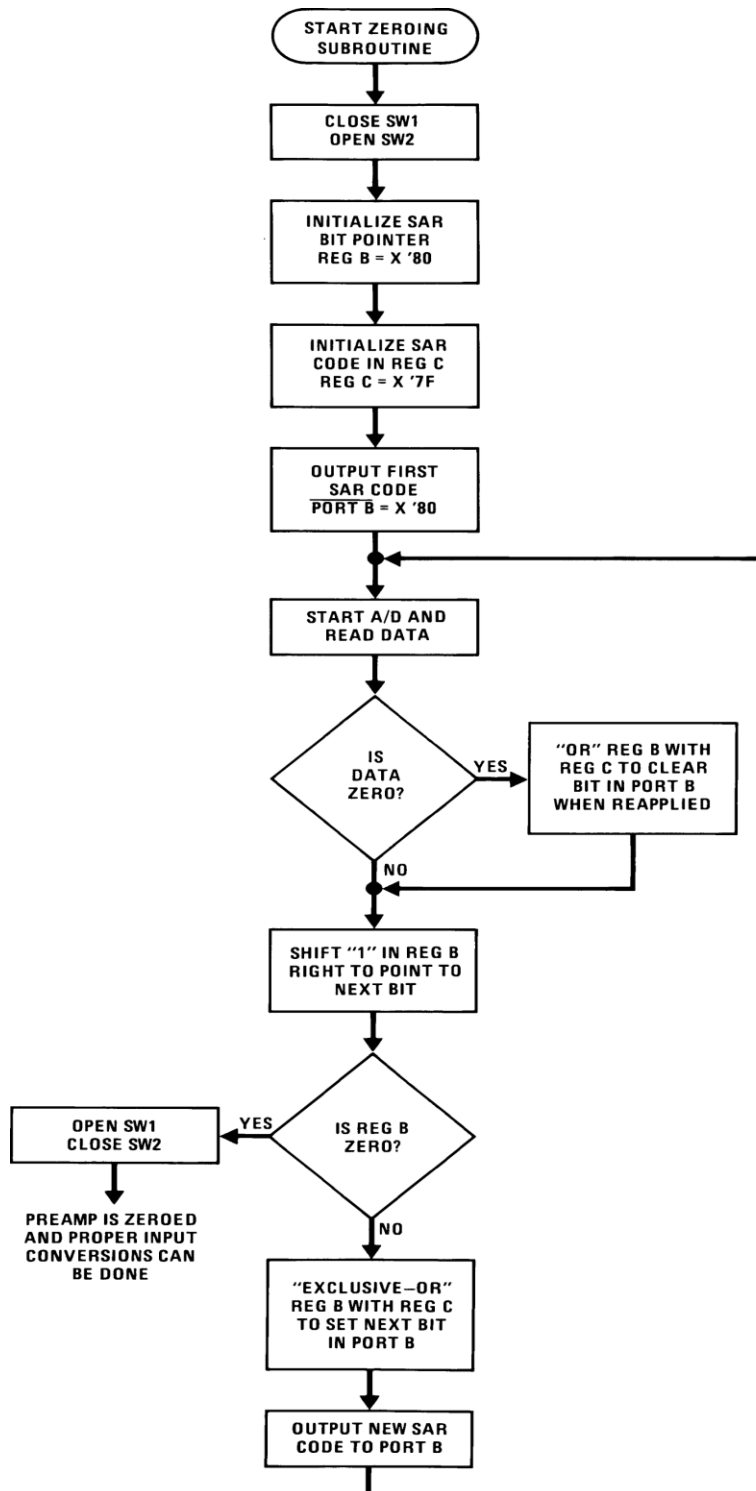 START ZEROING
SUBROUTINE
CLOSE SW1
OPEN SW2
INITIALIZE SAR
BIT POINTER
REG B = X '80
INITIALIZE SAR
CODE IN REG C
REG C = X '7F
OUTPUT FIRST
SAR CODE
PORT B = X '80
START A/D AND
READ DATA
IS
DATA
ZERO?
YES
"OR" REG B WITH
REG C TO CLEAR
BIT IN PORT B
WHEN REAPPLIED
NO
SHIFT "1" IN REG B
RIGHT TO POINT TO
NEXT BIT
IS REG B
ZERO?
YES
OPEN SW1
CLOSE SW2
PREAMP IS ZEROED
AND PROPER INPUT
CONVERSIONS CAN
BE DONE
NO
"EXCLUSIVE–OR"
REG B WITH REG C
TO SET NEXT BIT
IN PORT B
OUTPUT NEW SAR
CODE TO PORT B